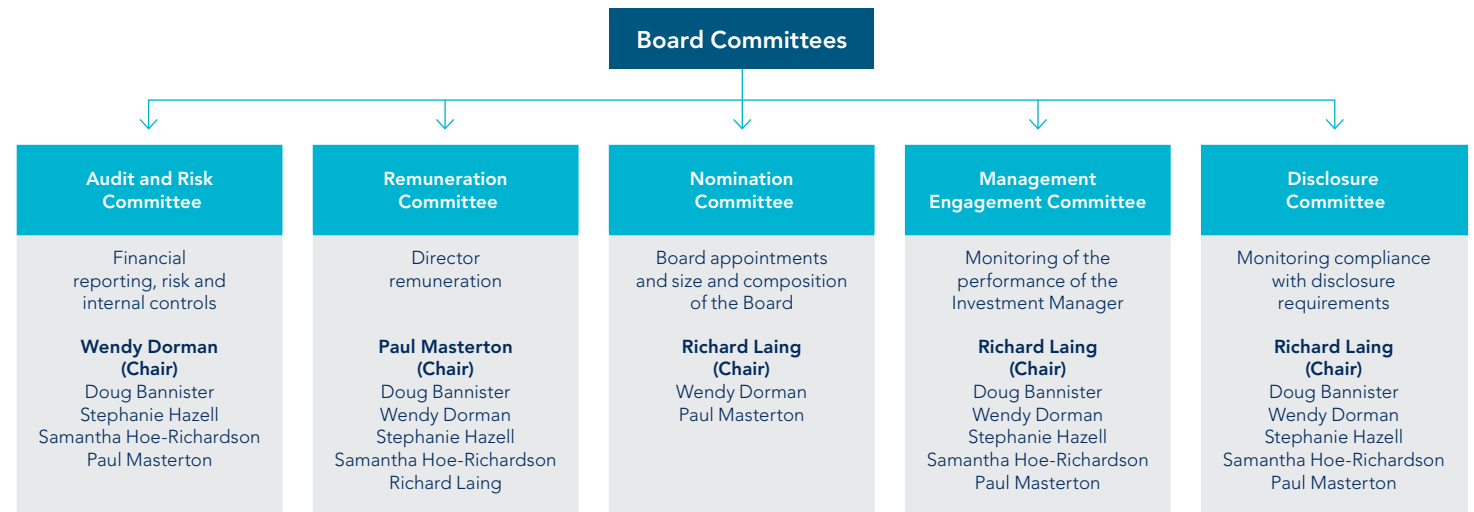 Board Committees
Audit and Risk
Committee
Financial
reporting, risk and
internal controls
Wendy Dorman
(Chair)
Doug Bannister
Stephanie Hazell
Samantha Hoe-Richardson
Paul Masterton
Remuneration
Committee
Director
remuneration
Paul Masterton
(Chair)
Doug Bannister
Wendy Dorman
Stephanie Hazell
Samantha Hoe-Richardson
Richard Laing
Nomination
Committee
Board appointments
and size and composition
of the Board
Richard Laing
(Chair)
Wendy Dorman
Paul Masterton
Management
Engagement Committee
Monitoring of the
performance of the
Investment Manager
Richard Laing
(Chair)
Doug Bannister
Wendy Dorman
Stephanie Hazell
Samantha Hoe-Richardson
Paul Masterton
Disclosure
Committee
Monitoring compliance
with disclosure
requirements
Richard Laing
(Chair)
Doug Bannister
Wendy Dorman
Stephanie Hazell
Samantha Hoe-Richardson
Paul Masterton